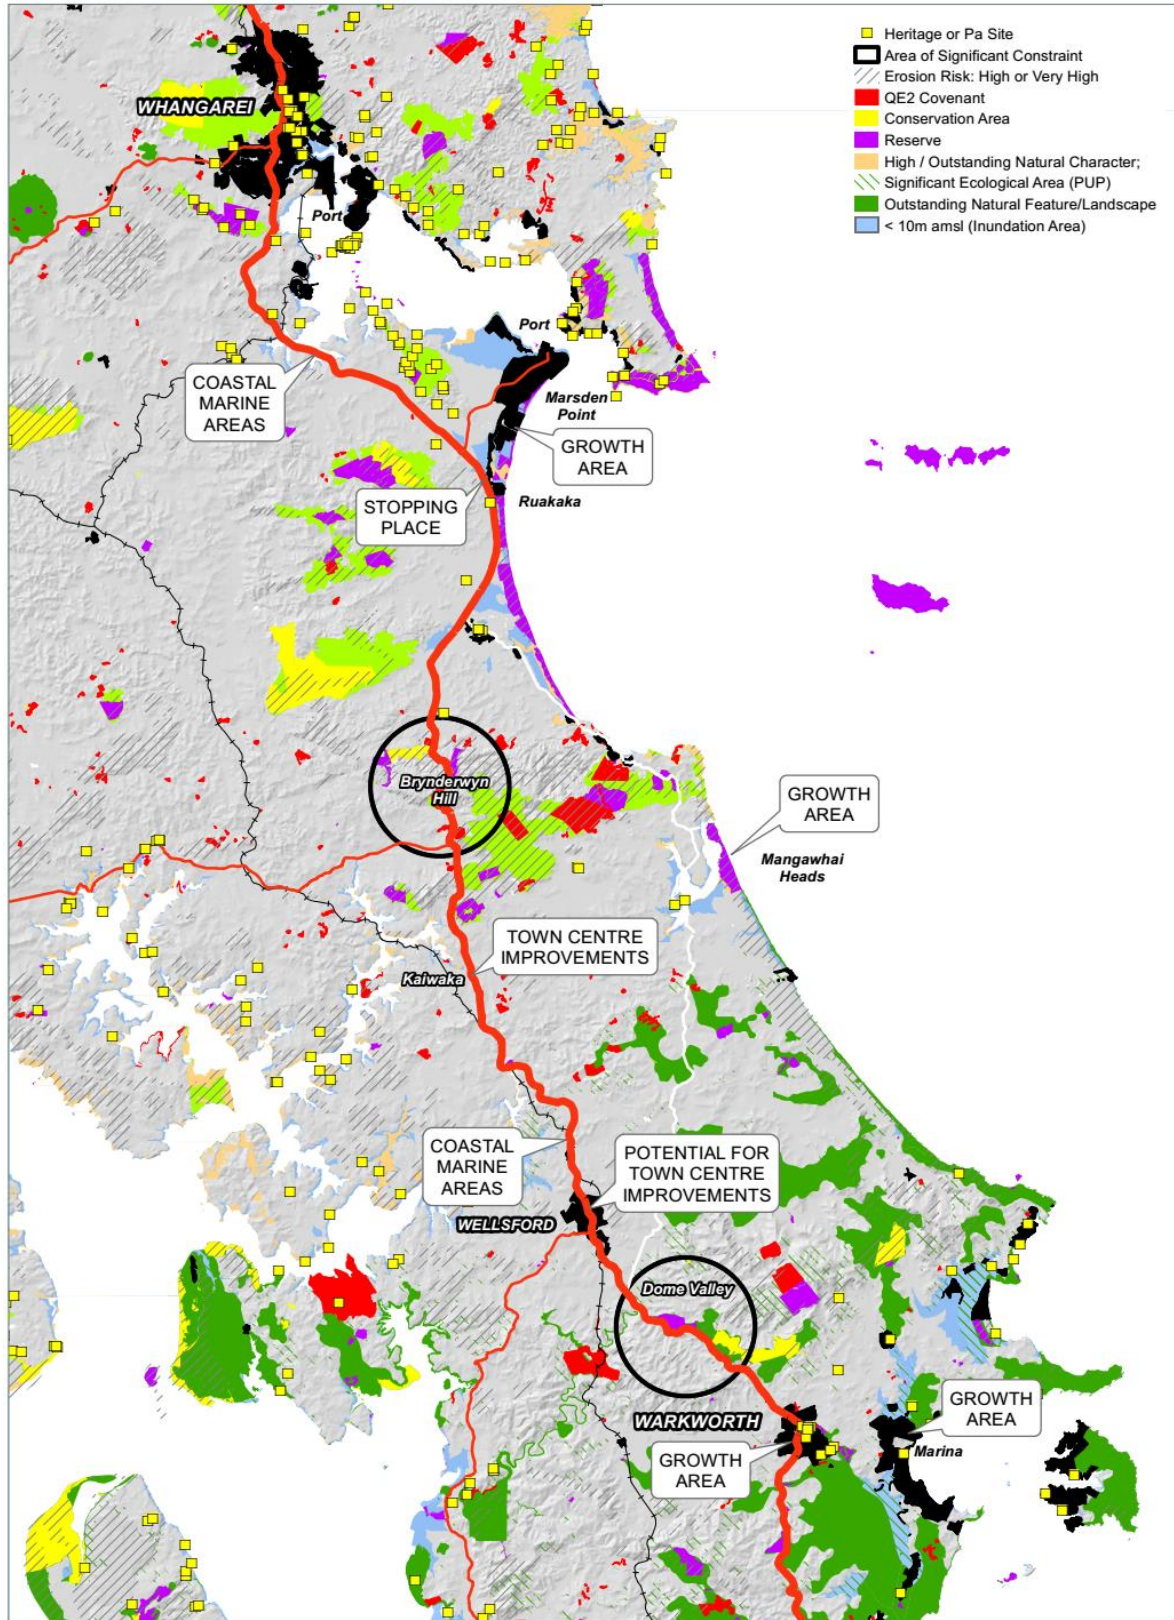 Heritage or Pa Site
Area of Significant Constraint
Erosion Risk: High or Very High
QE2 Covenant
Conservation Area
Reserve
High / Outstanding Natural Character;
Significant Ecological Area (PUP)
Outstanding Natural Feature/Landscape
< 10m amsl (Inundation Area)
WHANGAREI
Port
Port
COASTAL
MARINE
AREAS
Marsden
Point
GROWTH
AREA
STOPPING
PLACE
Ruakaka
Brynderwyn
Hill
GROWTH
AREA
Mangawhai
Heads
TOWN CENTRE
IMPROVEMENTS
Kaiwaka
COASTAL
MARINE
AREAS
POTENTIAL FOR
TOWN CENTRE
IMPROVEMENTS
WELLSFORD
Dome Valley
WARKWORTH
GROWTH
AREA
GROWTH
AREA
Marina